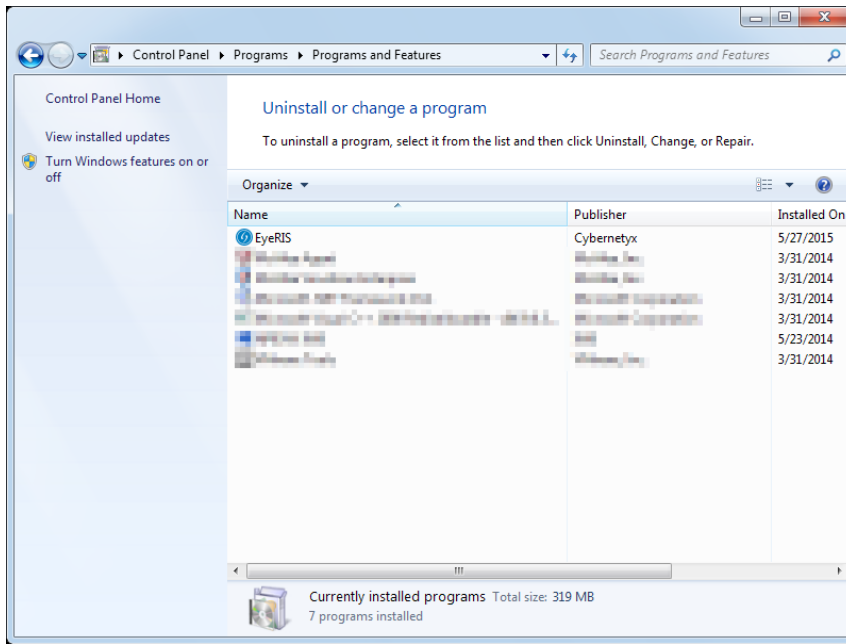 Control Panel Programs Programs and Features Search Programs and Features
Control Panel Home
View installed updates
Turn Windows features on or
off
Uninstall or change a program
To uninstall a program, select it from the list and then click Uninstall, Change, or Repair.
Organize
Name Publisher Installed On
EyeRIS Cybernetyx 5/27/2015
3/31/2014
3/31/2014
3/31/2014
3/31/2014
5/23/2014
3/31/2014
Currently installed programs Total size: 319 MB
7 programs installed